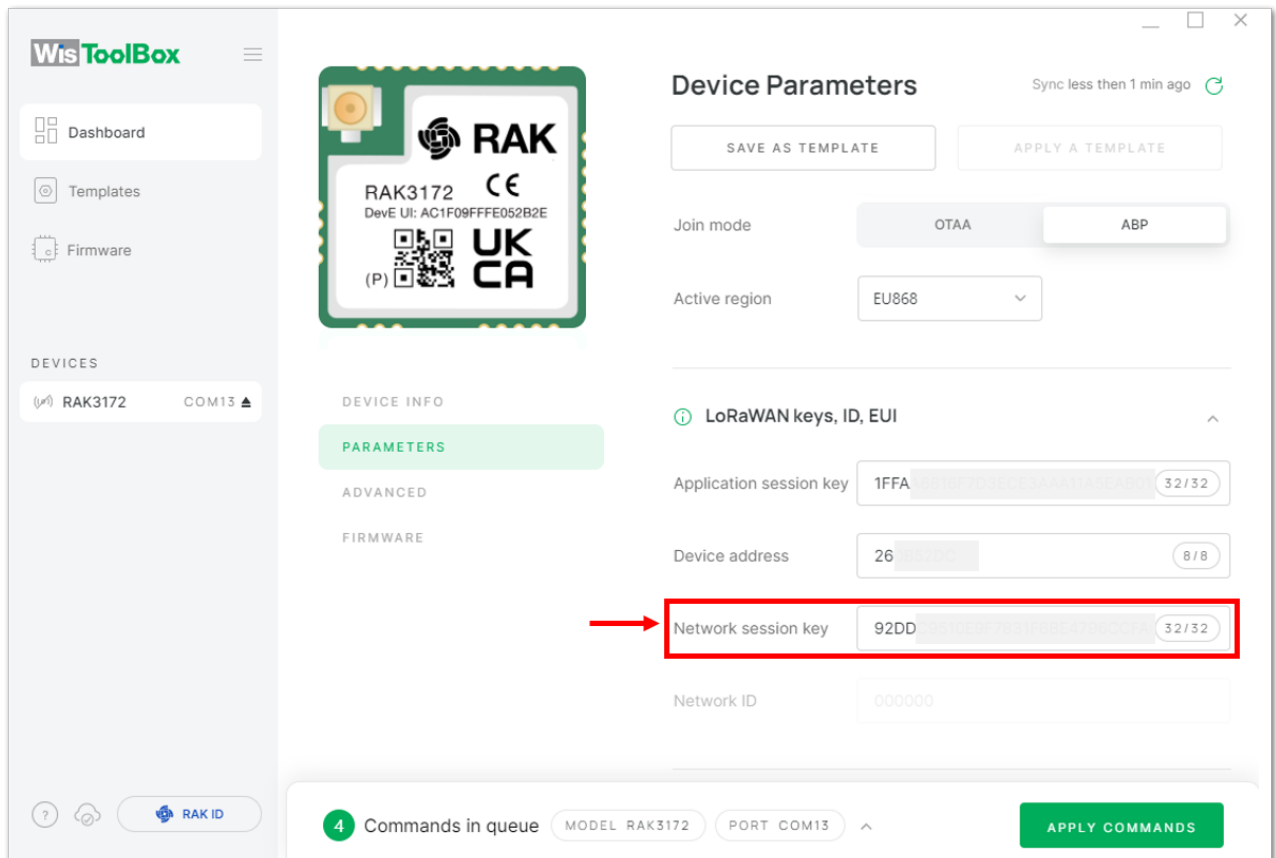 WisToolBox
Dashboard
Templates
Firmware
DEVICES
RAK3172 COM13
RAK ID
RAK
RAK3172
DevE UI: AC1F09FFFE052B2E
(P)
UK
CA
DEVICE INFO
PARAMETERS
ADVANCED
FIRMWARE
Device Parameters
Sync less then 1 min ago
SAVE AS TEMPLATE
APPLY A TEMPLATE
Join mode OTAA ABP
Active region EU868
LoRaWAN keys, ID, EUI
Application session key 1FFA 32/32
Device address 26 8/8
Network session key 92DD 32/32
Network ID 000000
4 Commands in queue MODEL RAK3172 PORT COM13
APPLY COMMANDS